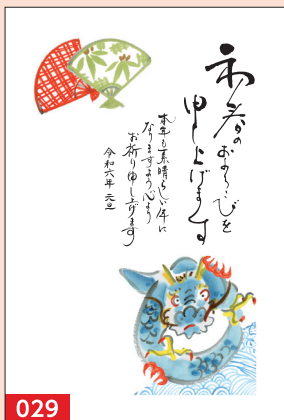 初春のおよろこびを
申し上げます
本年も素晴らしい年に
なりますよう心より
お祈り申し上げます
令和六年 元旦
029